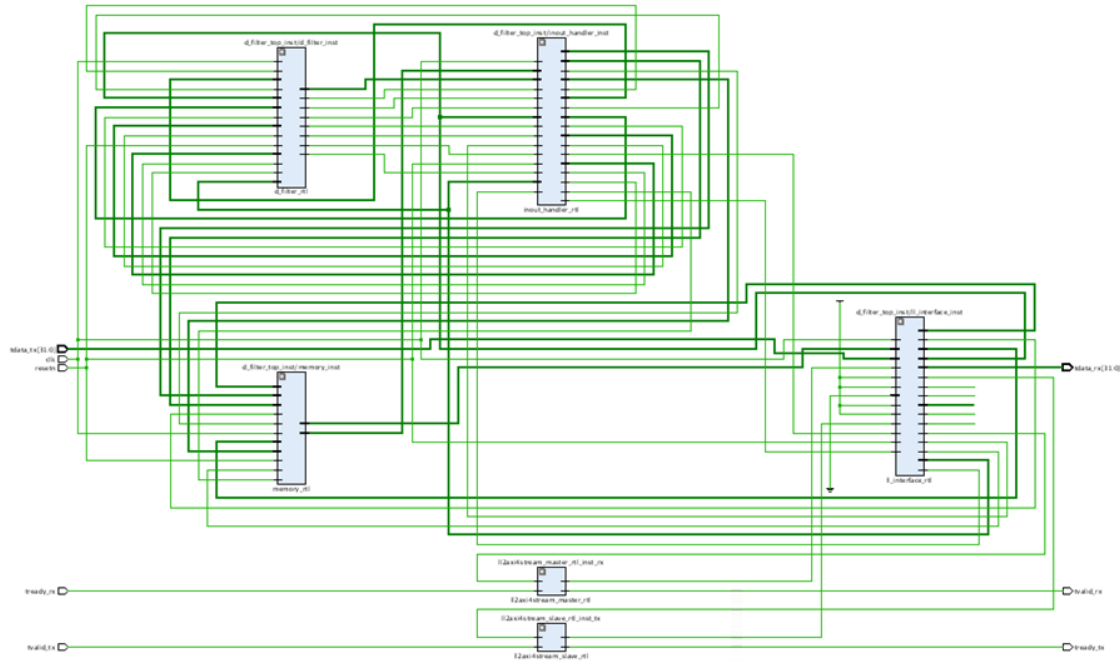 d_filter_top_inst/inout_handler_inst
d_filter_top_inst/d_filter_inst
d_filter_rtl
inout_handler_rtl
d_filter_top_inst/ll_interface_inst
tdata_tx[31:0]
clk
resetn
d_filter_top_inst/memory_inst
tdata_rx[31:0]
memory_rtl
ll_interface_rtl
ll2axi4stream_master_rtl_inst_rx
tready_rx
tvalid_rx
ll2axi4stream_master_rtl
ll2axi4stream_slave_rtl_inst_tx
tvalid_tx
tready_tx
ll2axi4stream_slave_rtl